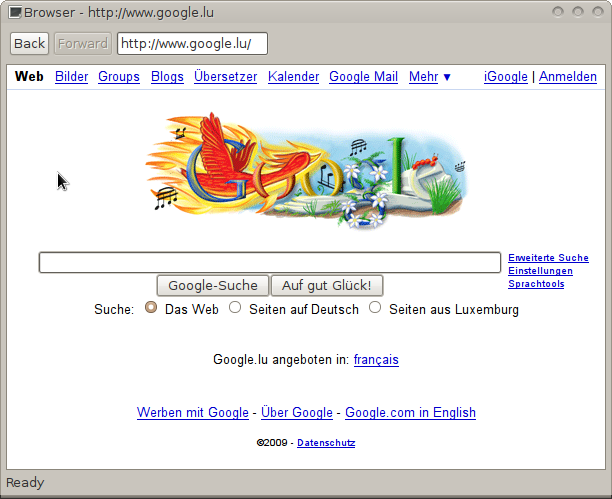 Browser - http://www.google.lu
Back Forward http://www.google.lu/
Web Bilder Groups Blogs Übersetzer Kalender Google Mail Mehr ▼ iGoogle | Anmelden
Google
Erweiterte Suche
Einstellungen
Sprachtools
Google-Suche Auf gut Glück!
Suche: Das Web Seiten auf Deutsch Seiten aus Luxemburg
Google.lu angeboten in: français
Werben mit Google - Über Google - Google.com in English
©2009 - Datenschutz
Ready